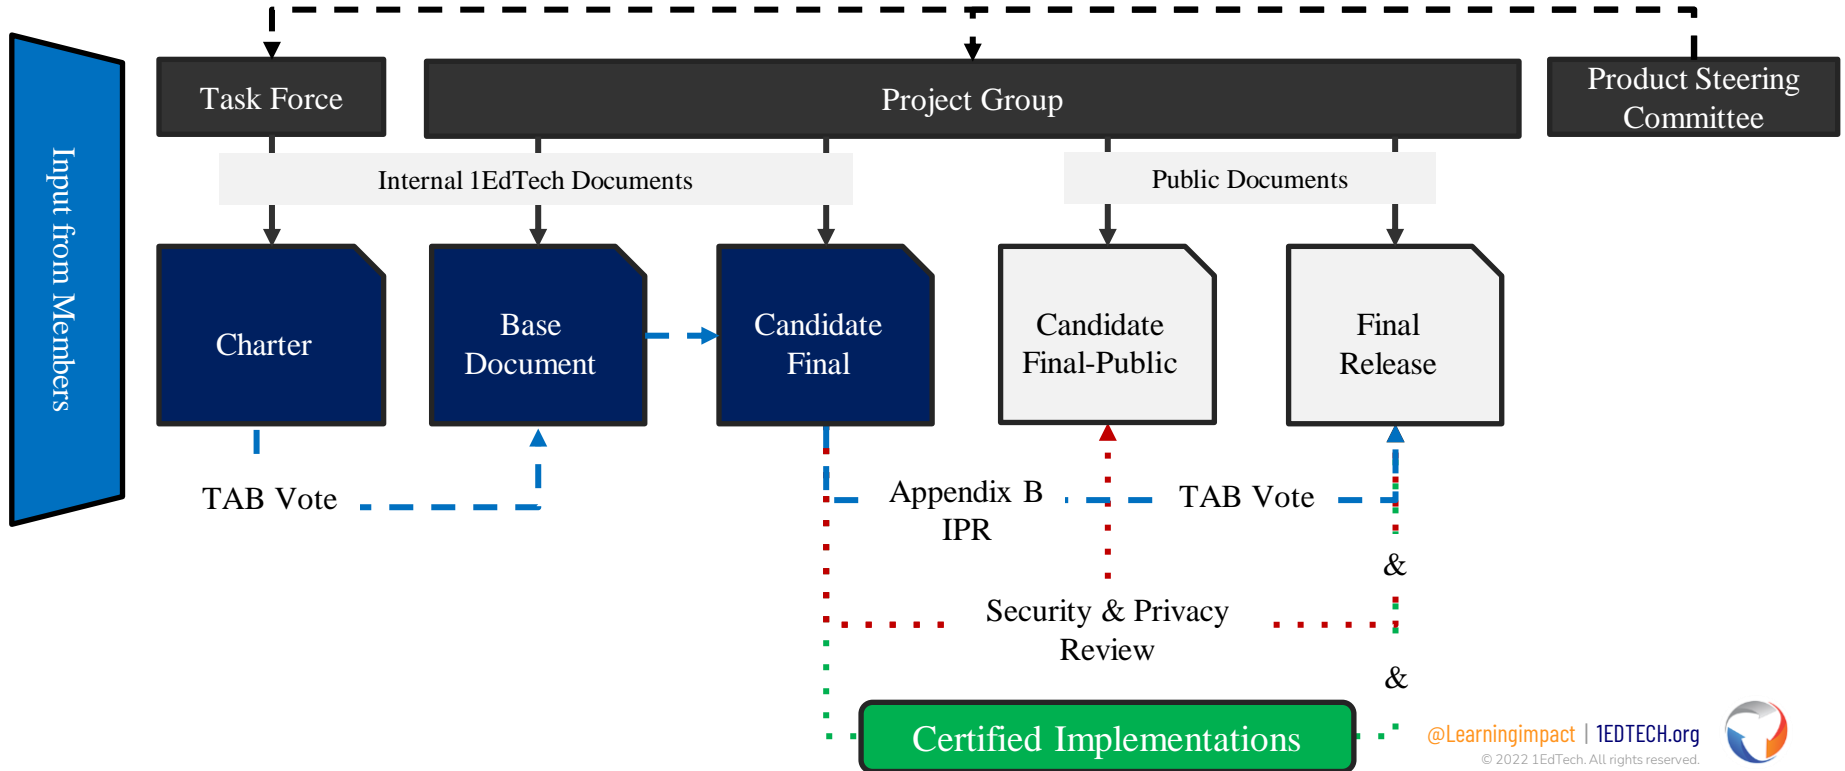 Input from Members
Task Force
Project Group
Product Steering
Committee
Internal 1EdTech Documents
Public Documents
Charter
Base
Document
Candidate
Final
Candidate
Final-Public
Final
Release
TAB Vote
Appendix B
IPR
TAB Vote
&
Security & Privacy
Review
&
Certified Implementations
@Learningimpact | 1EDTECH.org
© 2022 1EdTech. All rights reserved.